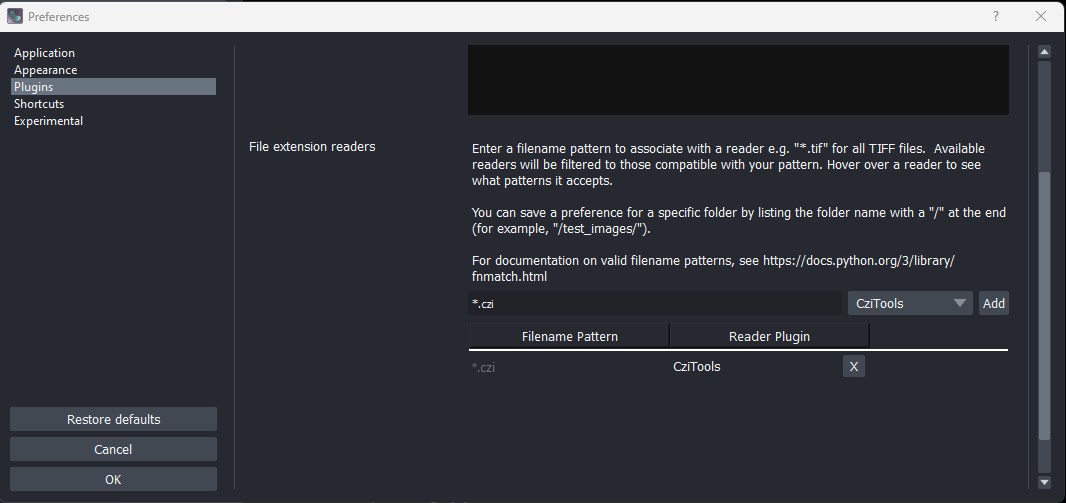 Preferences
?
Application
Appearance
Plugins
Shortcuts
Experimental
File extension readers
Enter a filename pattern to associate with a reader e.g. "*.tif" for all TIFF files.  Available
readers will be filtered to those compatible with your pattern. Hover over a reader to see
what patterns it accepts.
You can save a preference for a specific folder by listing the folder name with a "/" at the end
(for example, "/test_images/").
For documentation on valid filename patterns, see https://docs.python.org/3/library/
fnmatch.html
*.czi CziTools Add
Filename Pattern Reader Plugin
*.czi CziTools X
Restore defaults
Cancel
OK